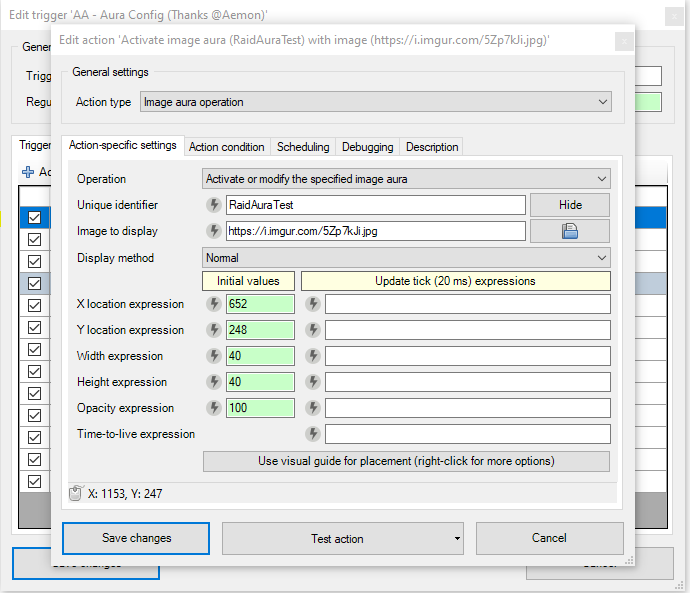 Edit trigger 'AA - Aura Config (Thanks @Aemon)'
Edit action 'Activate image aura (RaidAuraTest) with image (https://i.imgur.com/5Zp7kJi.jpg)'
General settings
Action type Image aura operation
Action-specific settings Action condition Scheduling Debugging Description
Operation Activate or modify the specified image aura
Unique identifier RaidAuraTest Hide
Image to display https://i.imgur.com/5Zp7kJi.jpg
Display method Normal
Initial values Update tick (20 ms) expressions
X location expression 652
Y location expression 248
Width expression 40
Height expression 40
Opacity expression 100
Time-to-live expression
Use visual guide for placement (right-click for more options)
X: 1153, Y: 247
Save changes Test action Cancel